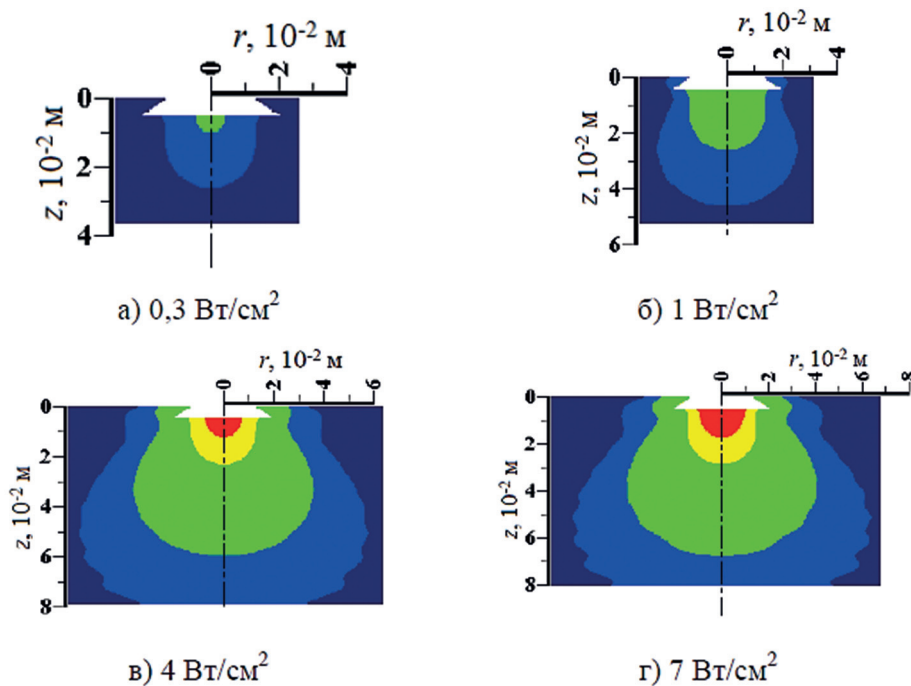 r, 10⁻² м
0 2 4
z, 10⁻² м
0
2
4
а) 0,3 Вт/см²
r, 10⁻² м
0 2 4
z, 10⁻² м
0
2
4
6
б) 1 Вт/см²
r, 10⁻² м
0 2 4 6
z, 10⁻² м
0
2
4
6
8
в) 4 Вт/см²
r, 10⁻² м
0 2 4 6 8
z, 10⁻² м
0
2
4
6
8
г) 7 Вт/см²